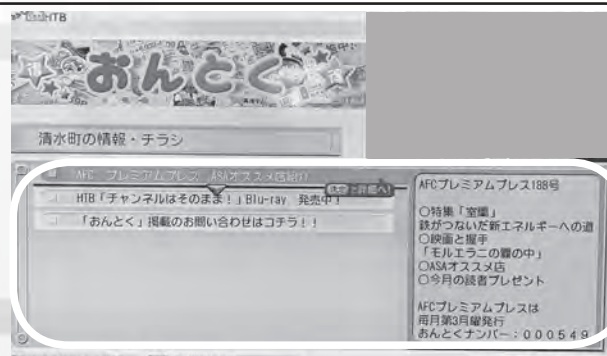 HTB
おんとく
清水町の情報・チラシ
AFC プレミアムプレス ASAオススメ店紹介
HTB「チャンネルはそのまま!」Blu-ray 発売中!
「おんとく」掲載のお問い合わせはコチラ!!
AFCプレミアムプレス188号
○特集「室蘭」
鉄がつないだ新エネルギーへの道
○映画と握手
「モルエラニの霧の中」
○ASAオススメ店
○今月の読者プレゼント
AFCプレミアムプレスは
毎月第3月曜発行
おんとくナンバー:000549